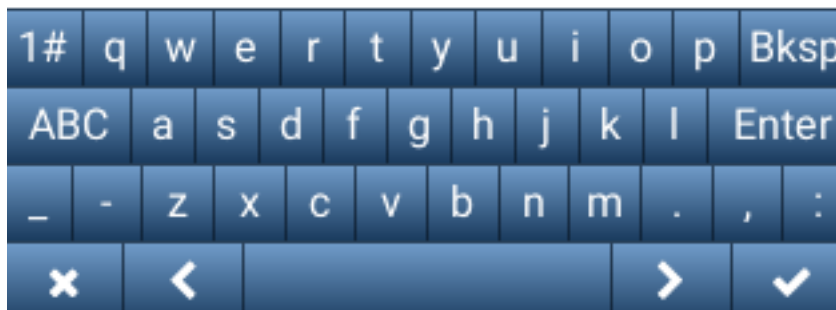 1# q w e r t y u i o p Bksp
ABC a s d f g h j k l Enter
_ - z x c v b n m . , :